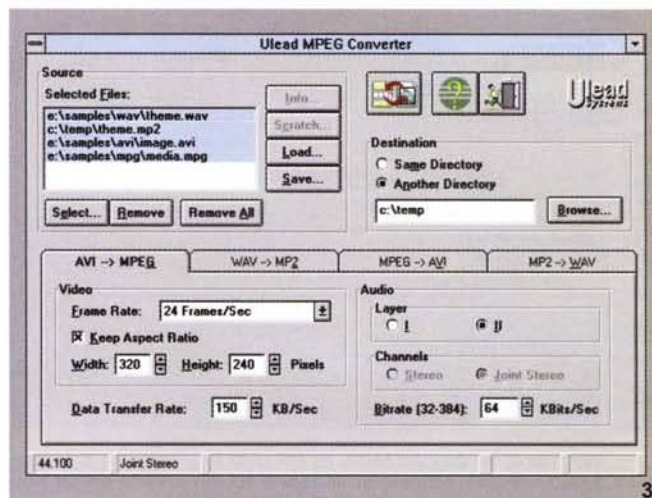 Ulead MPEG Converter
Source
Selected Files:
e:\samples\wav\theme.wav
c:\temp\theme.mp2
e:\samples\avi\image.avi
e:\samples\mpg\media.mpg
Info...
Scratch...
Load...
Save...
Select...
Remove
Remove All
Ulead Systems
Destination
Same Directory
Another Directory
c:\temp
Browse...
AVI -> MPEG
WAV -> MP2
MPEG -> AVI
MP2 -> WAV
Video
Frame Rate: 24 Frames/Sec
Keep Aspect Ratio
Width: 320 Height: 240 Pixels
Data Transfer Rate: 150 KB/Sec
Audio
Layer
I II
Channels
Stereo Joint Stereo
Bitrate (32-384): 64 KBits/Sec
44.100 Joint Stereo
3